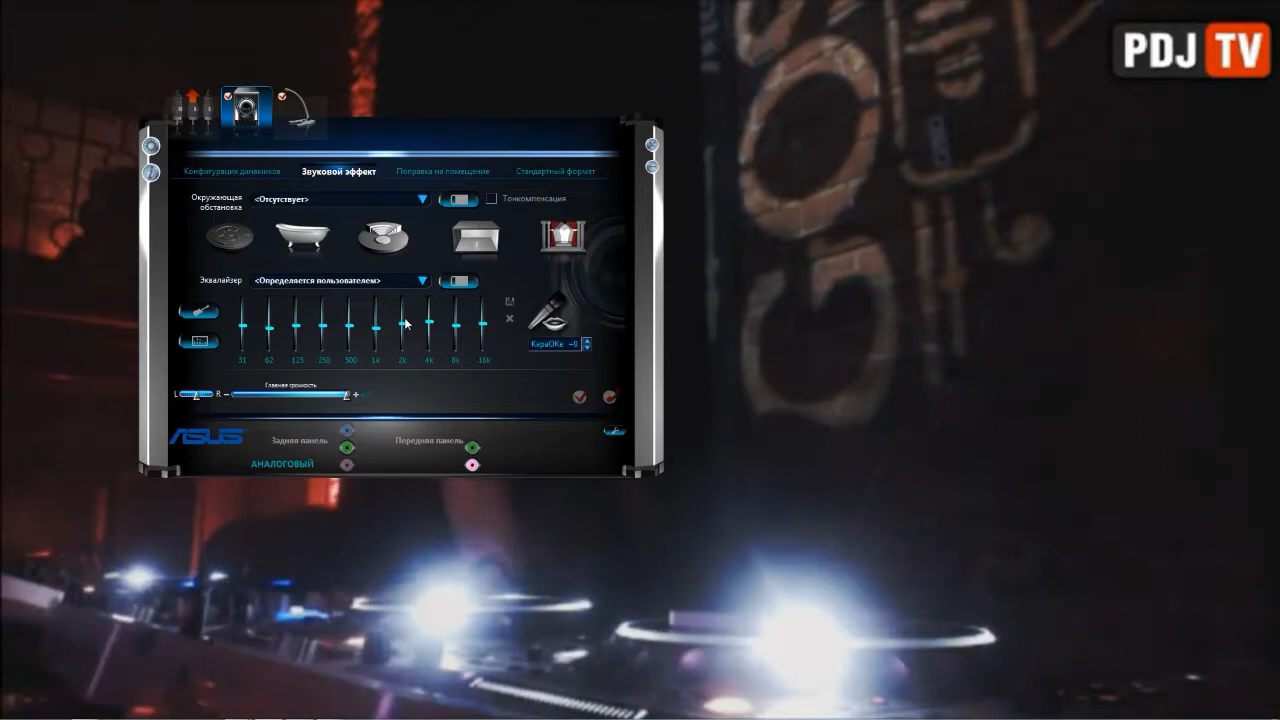 PDJ TV
Конфигурация динамиков Звуковой эффект Поправка на помещение Стандартный формат
Окружающая обстановка <Отсутствует> Тонкомпенсация
Эквалайзер <Определяется пользователем>
31 62 125 250 500 1k 2k 4k 8k 16k
КараОКе +0
Главная громкость
L R − +
ASUS Задняя панель Передняя панель
АНАЛОГОВЫЙ